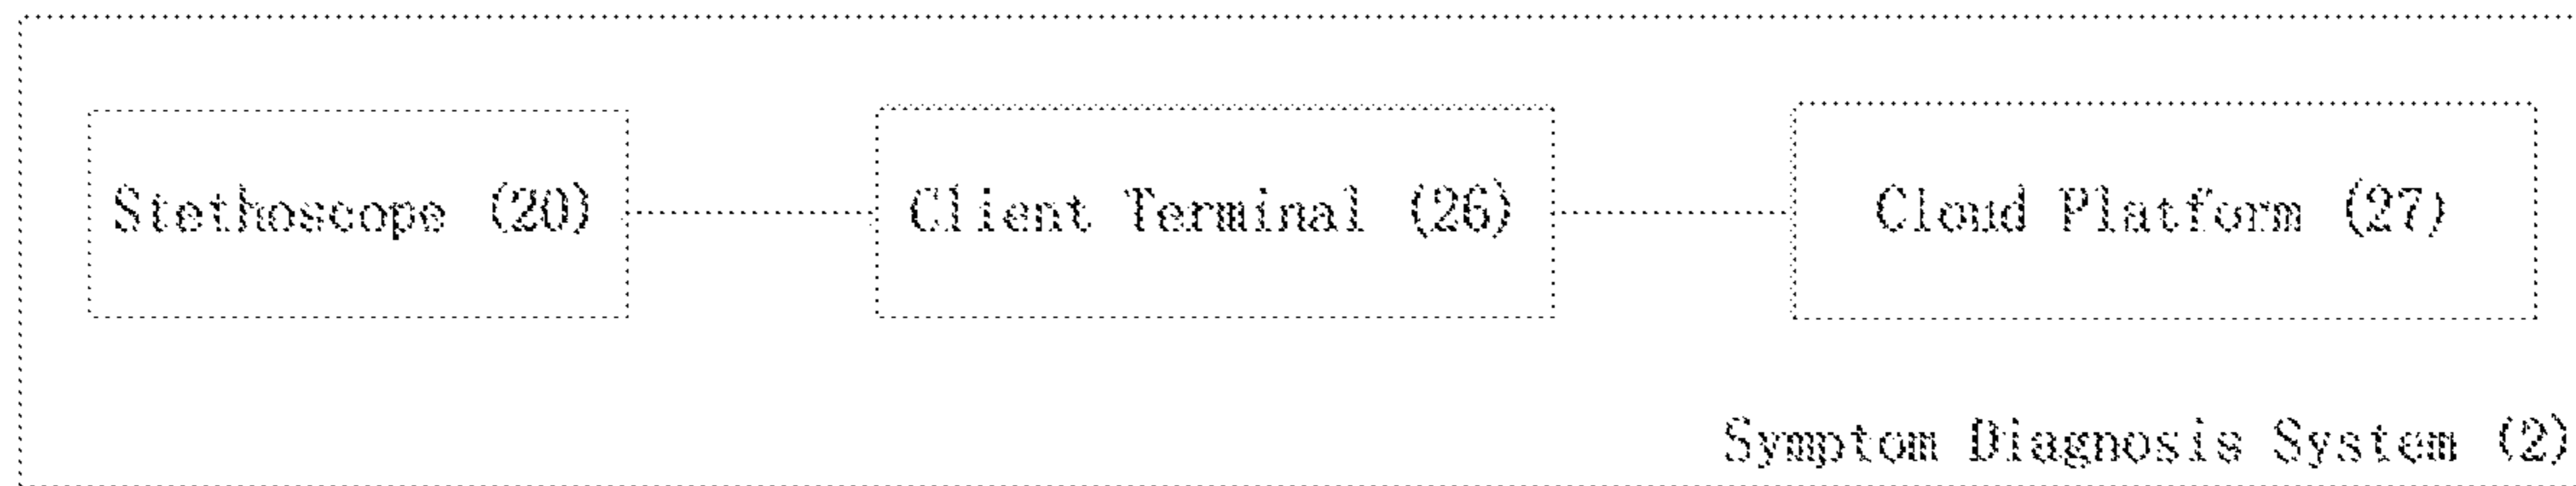 Stethoscope (20) Client Terminal (26) Cloud Platform (27)
Symptom Diagnosis System (2)